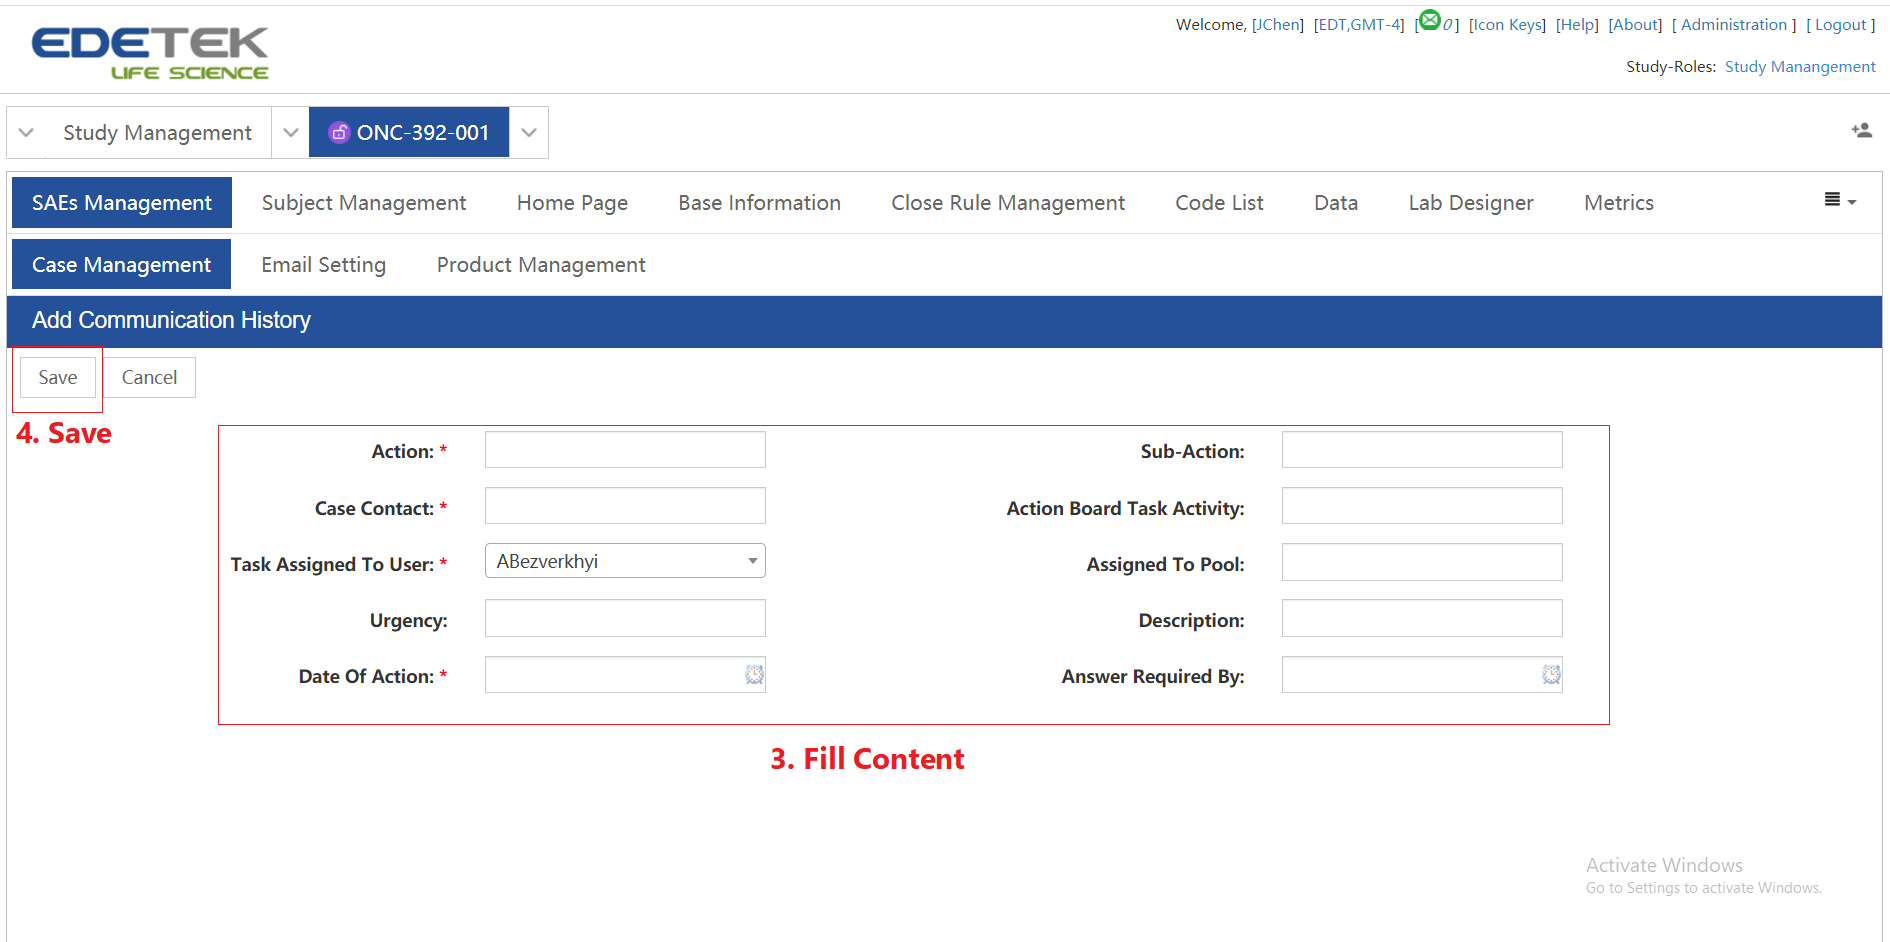 Welcome, [JChen] [EDT,GMT-4] [ 0 ] [Icon Keys] [Help] [About] [ Administration ] [ Logout ]
EDETEK
LIFE SCIENCE
Study-Roles: Study Manangement
Study Management ONC-392-001
SAEs Management Subject Management Home Page Base Information Close Rule Management Code List Data Lab Designer Metrics
Case Management Email Setting Product Management
Add Communication History
Save Cancel
4. Save
Action: * Sub-Action:
Case Contact: * Action Board Task Activity:
Task Assigned To User: * ABezverkhyi Assigned To Pool:
Urgency: Description:
Date Of Action: * Answer Required By:
3. Fill Content
Activate Windows
Go to Settings to activate Windows.